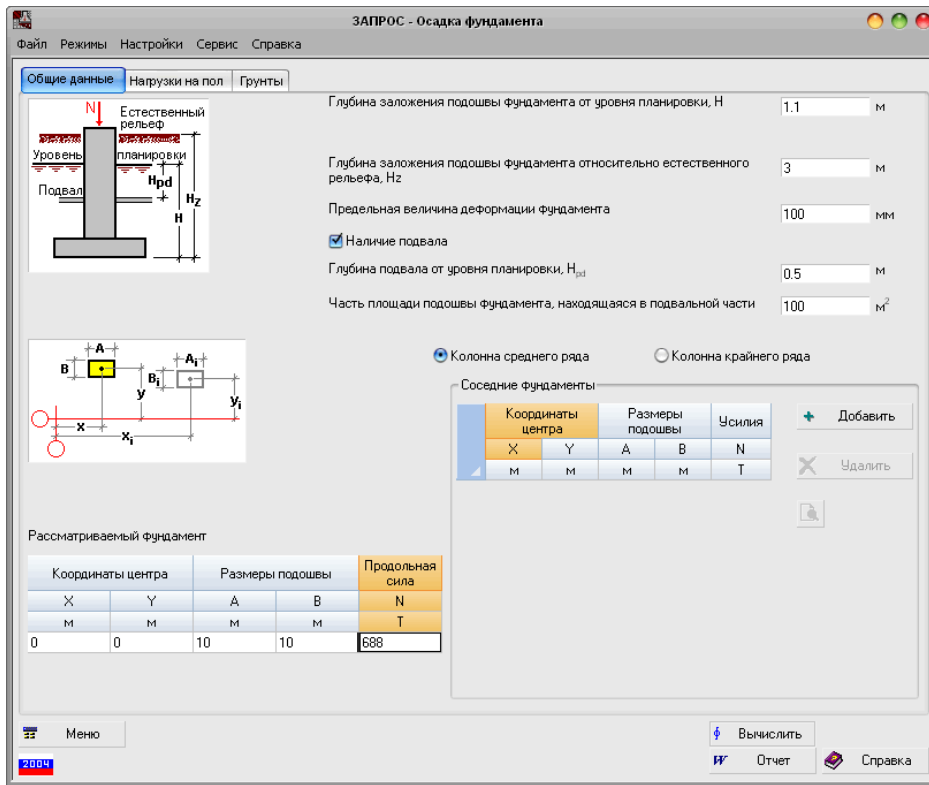 ЗАПРОС - Осадка фундамента
Файл Режимы Настройки Сервис Справка
Общие данные Нагрузки на пол Грунты
N
Естественный
рельеф
Уровень планировки
Подвал
Hpd
H
Hz
Глубина заложения подошвы фундамента от уровня планировки, H 1.1 м
Глубина заложения подошвы фундамента относительно естественного
рельефа, Hz 3 м
Предельная величина деформации фундамента 100 мм
Наличие подвала
Глубина подвала от уровня планировки, Hpd 0.5 м
Часть площади подошвы фундамента, находящаяся в подвальной части 100 м²
A
B
Ai
Bi
y
yi
x
xi
Колонна среднего ряда Колонна крайнего ряда
Соседние фундаменты
Координаты
центра
Размеры
подошвы
Усилия
X Y A B N
м м м м Т
Добавить
Удалить
Рассматриваемый фундамент
Координаты центра Размеры подошвы Продольная
сила
X Y A B N
м м м м Т
0 0 10 10 688
Меню
Вычислить
2004
W Отчет Справка